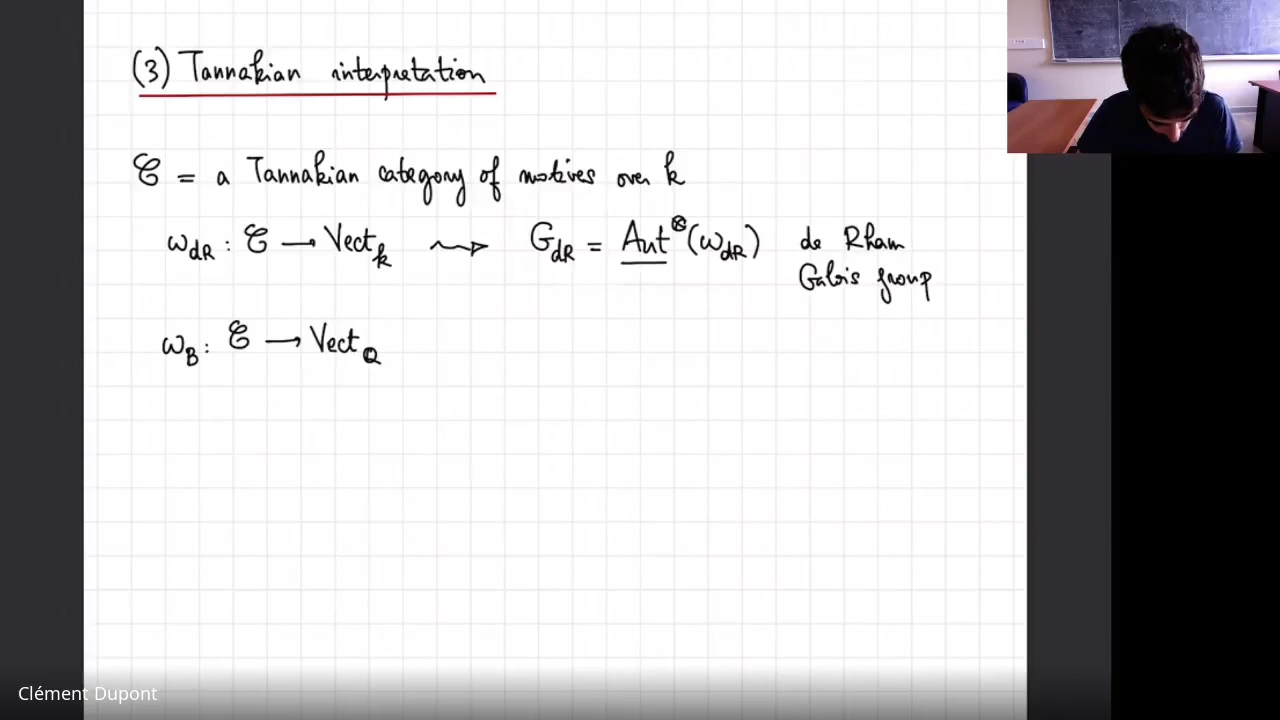 (3) Tannakian interpretation
𝒞 = a Tannakian category of motives over k
ω_dR : 𝒞 → Vect_k ⇝ G_dR = Aut^⊗(ω_dR) de Rham
Galois group
ω_B : 𝒞 → Vect_Q
Clément Dupont